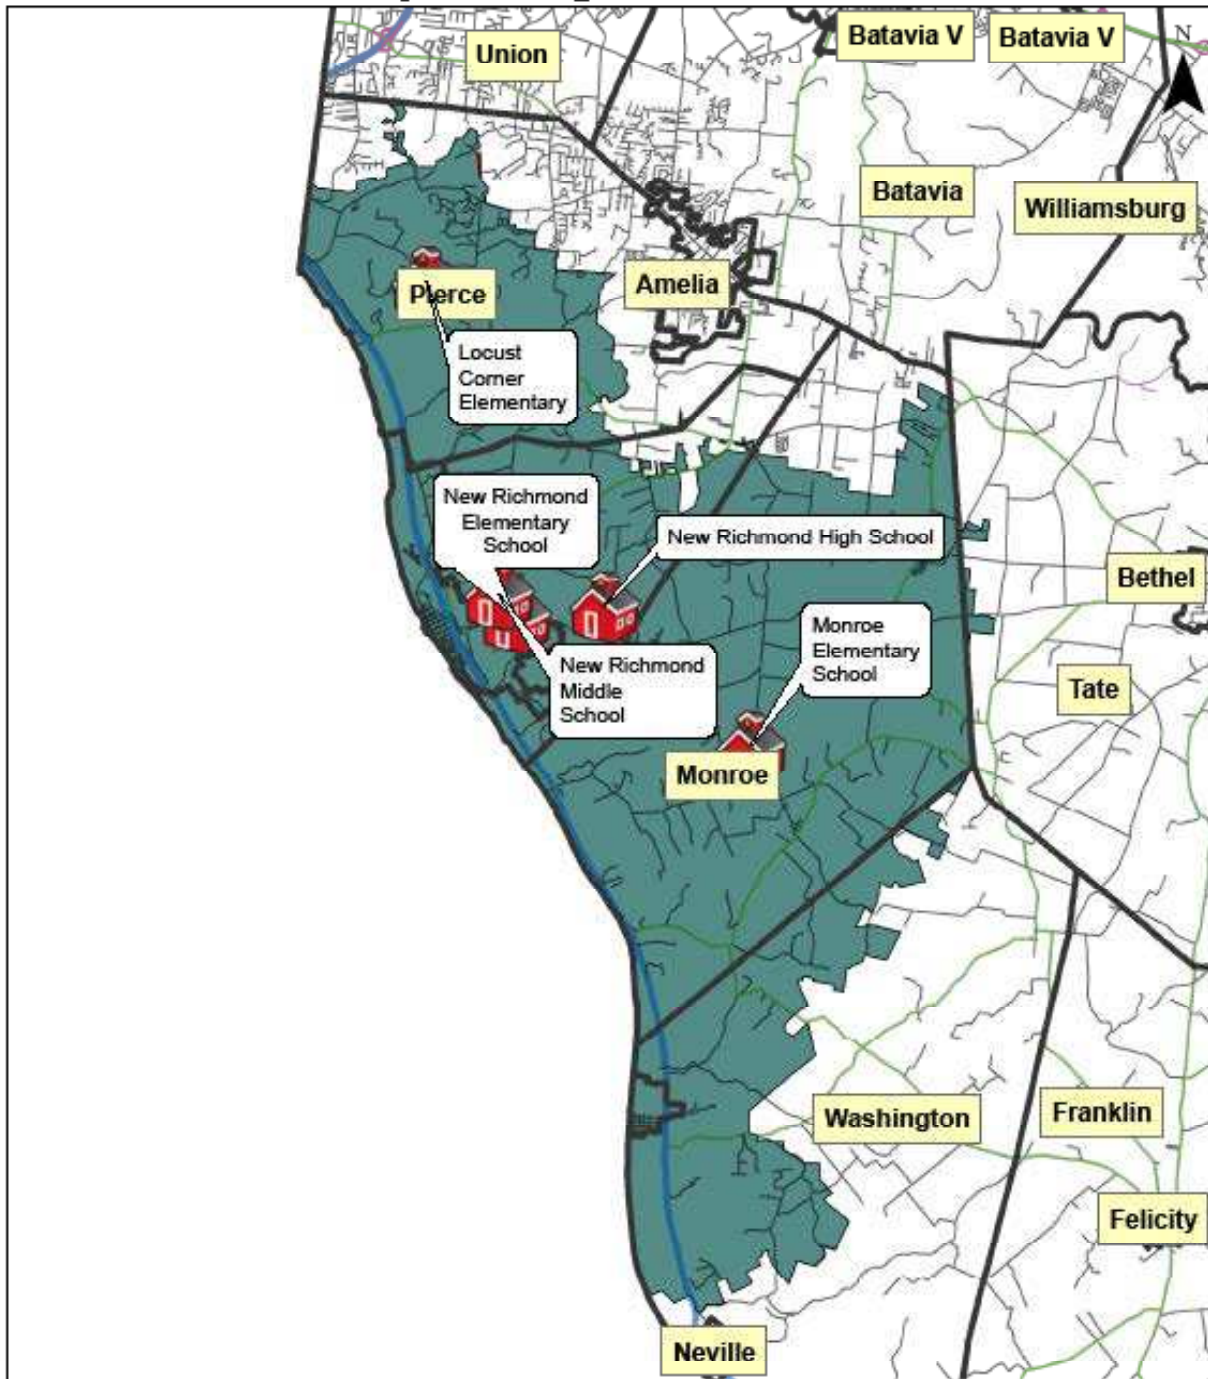 Union
Batavia V
Batavia V
N
Batavia
Williamsburg
Amelia
Pierce
Locust
Corner
Elementary
New Richmond
Elementary
School
New Richmond High School
Bethel
Monroe
Elementary
School
New Richmond
Middle
School
Tate
Monroe
Washington
Franklin
Felicity
Neville